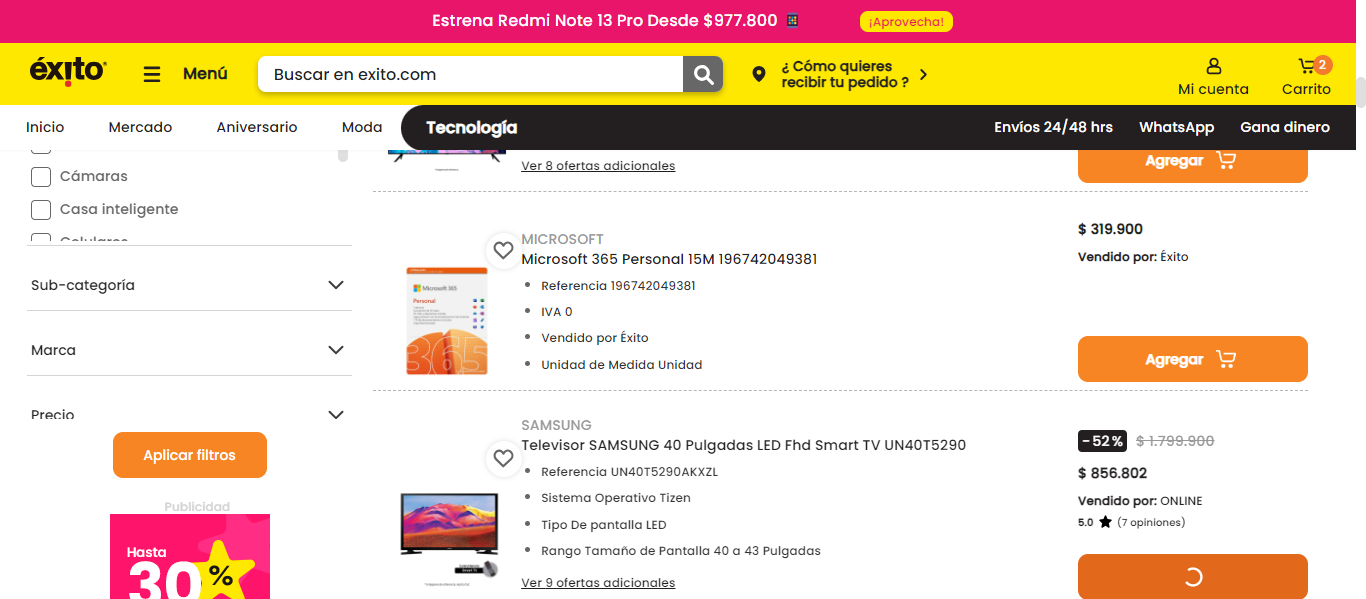 Estrena Redmi Note 13 Pro Desde $977.800
¡Aprovecha!
éxito
Menú
Buscar en exito.com
¿ Cómo quieres
recibir tu pedido ?
Mi cuenta
2
Carrito
Inicio
Mercado
Aniversario
Moda
Tecnología
Envíos 24/48 hrs
WhatsApp
Gana dinero
Cámaras
Casa inteligente
Celulares
Sub-categoría
Marca
Precio
Aplicar filtros
Publicidad
Hasta
30%
Ver 8 ofertas adicionales
Agregar
MICROSOFT
Microsoft 365 Personal 15M 196742049381
Referencia 196742049381
IVA 0
Vendido por Éxito
Unidad de Medida Unidad
Microsoft 365
Personal
365
$ 319.900
Vendido por: Éxito
Agregar
SAMSUNG
Televisor SAMSUNG 40 Pulgadas LED Fhd Smart TV UN40T5290
Referencia UN40T5290AKXZL
Sistema Operativo Tizen
Tipo De pantalla LED
Rango Tamaño de Pantalla 40 a 43 Pulgadas
Ver 9 ofertas adicionales
-52% $ 1.799.900
$ 856.802
Vendido por: ONLINE
5.0 (7 opiniones)